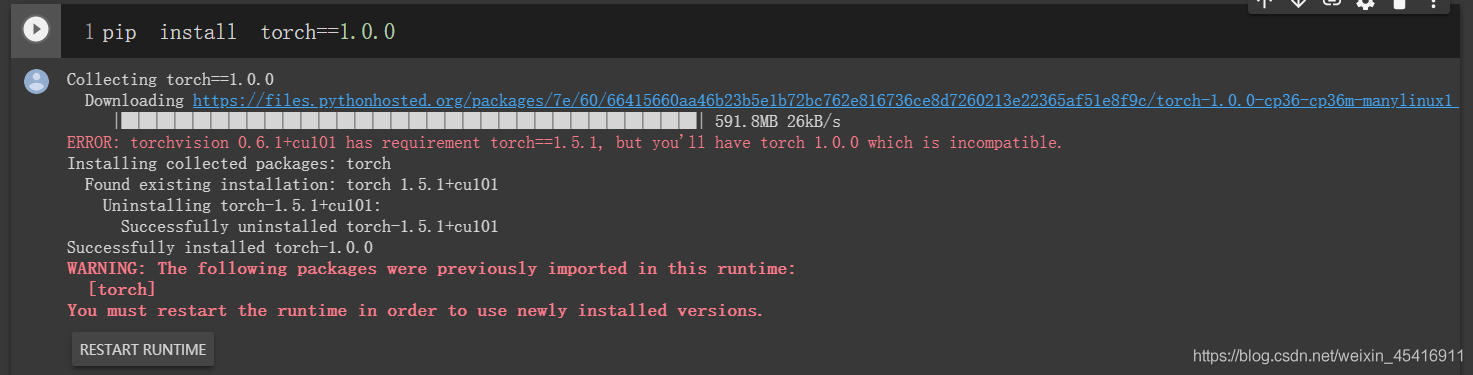 1 pip install torch==1.0.0
Collecting torch==1.0.0
Downloading https://files.pythonhosted.org/packages/7e/60/66415660aa46b23b5e1b72bc762e816736ce8d7260213e22365af51e8f9c/torch-1.0.0-cp36-cp36m-manylinux1_
591.8MB 26kB/s
ERROR: torchvision 0.6.1+cu101 has requirement torch==1.5.1, but you'll have torch 1.0.0 which is incompatible.
Installing collected packages: torch
Found existing installation: torch 1.5.1+cu101
Uninstalling torch-1.5.1+cu101:
Successfully uninstalled torch-1.5.1+cu101
Successfully installed torch-1.0.0
WARNING: The following packages were previously imported in this runtime:
[torch]
You must restart the runtime in order to use newly installed versions.
RESTART RUNTIME
https://blog.csdn.net/weixin_45416911